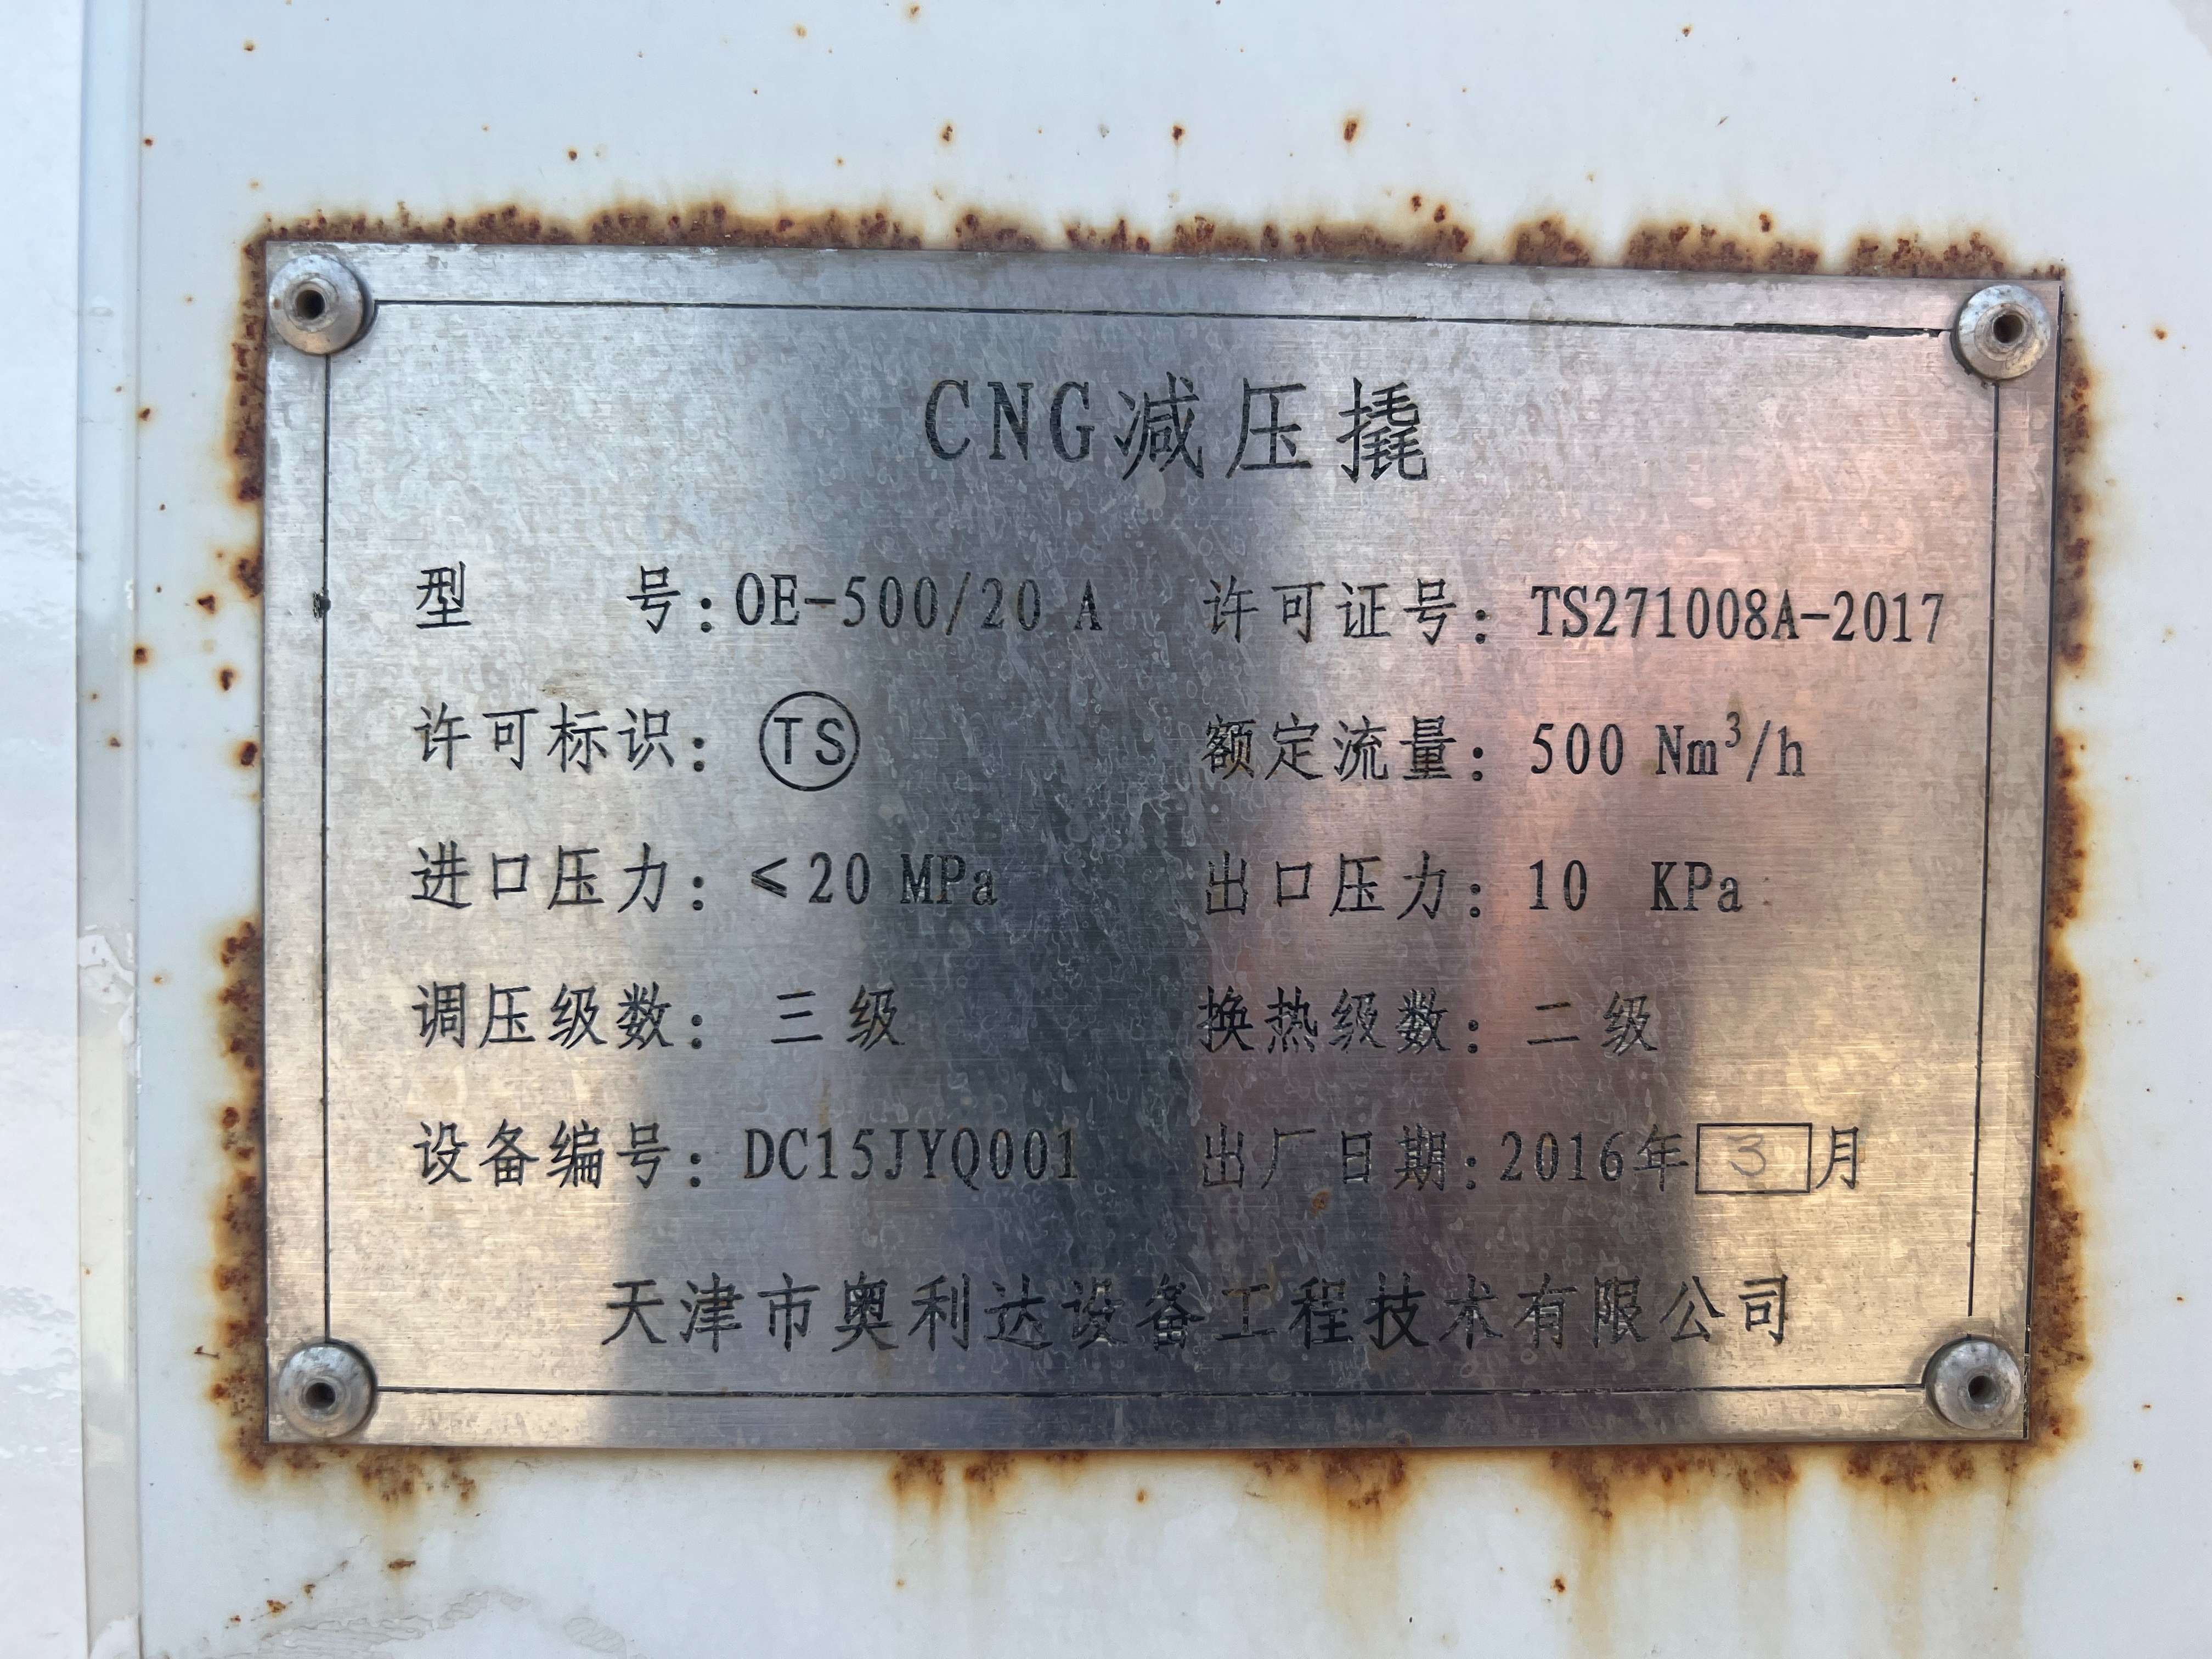 CNG减压撬
型 号:OE-500/20 A 许可证号: TS271008A-2017
许可标识: TS 额定流量: 500 Nm³/h
进口压力: ≤20 MPa 出口压力: 10 KPa
调压级数: 三级 换热级数: 二级
设备编号: DC15JYQ001 出厂日期:2016年3月
天津市奥利达设备工程技术有限公司